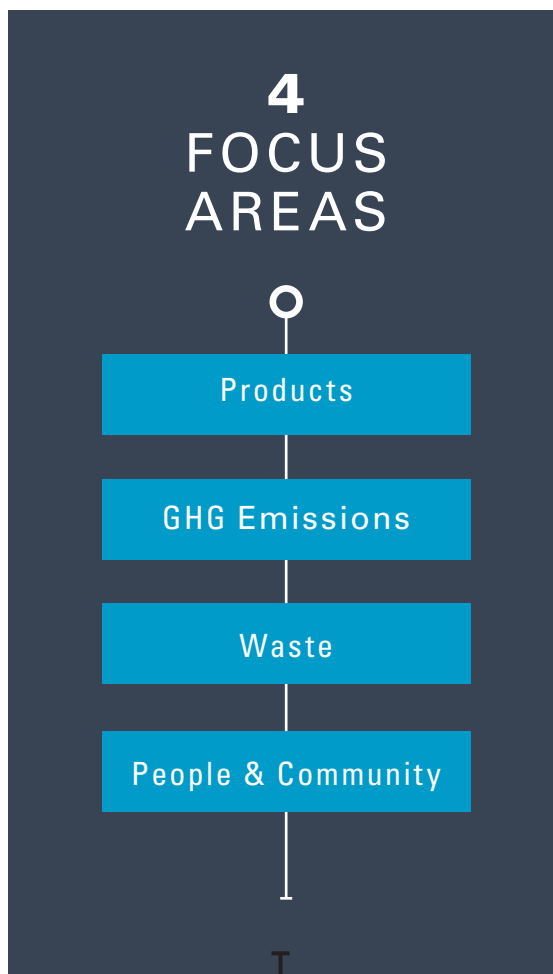 4
FOCUS
AREAS
Products
GHG Emissions
Waste
People & Community